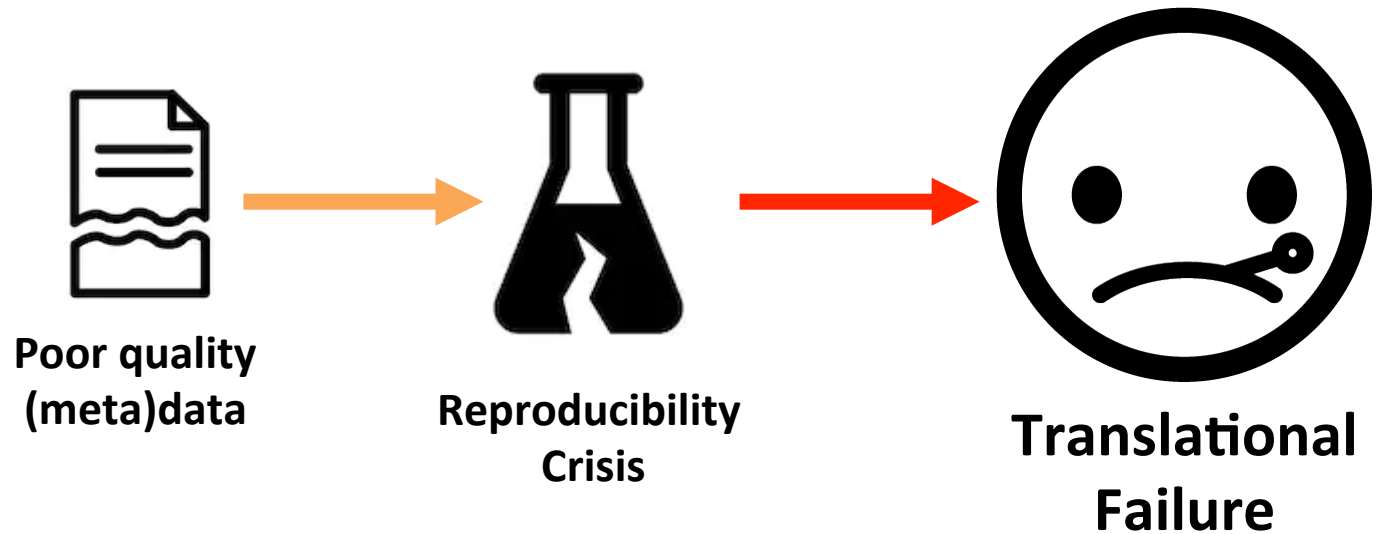 Poor quality
(meta)data
Reproducibility
Crisis
Translational
Failure